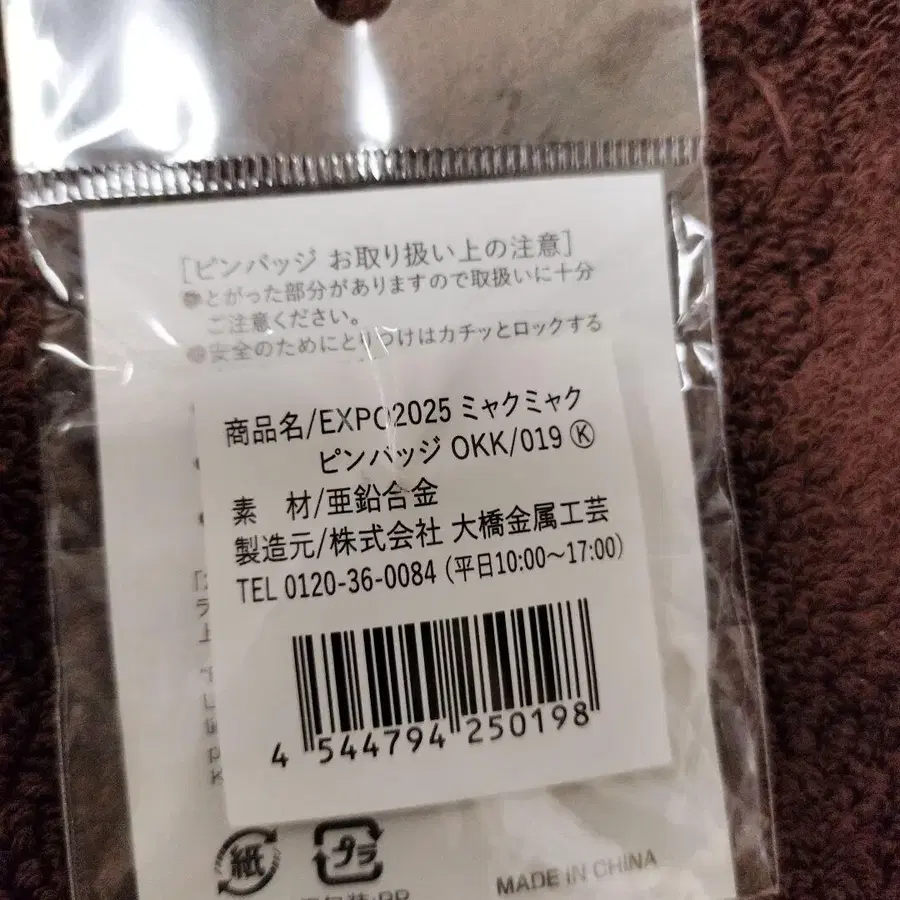 [ピンバッジ お取り扱い上の注意]
●とがった部分がありますので取扱いに十分
ご注意ください。
●安全のためにとりつけはカチッとロックする
商品名/EXPO2025 ミャクミャク
ピンバッジ OKK/019 Ⓚ
素 材/亜鉛合金
製造元/株式会社 大橋金属工芸
TEL 0120-36-0084 (平日10:00〜17:00)
4 544794 250198
紙
プラ
MADE IN CHINA